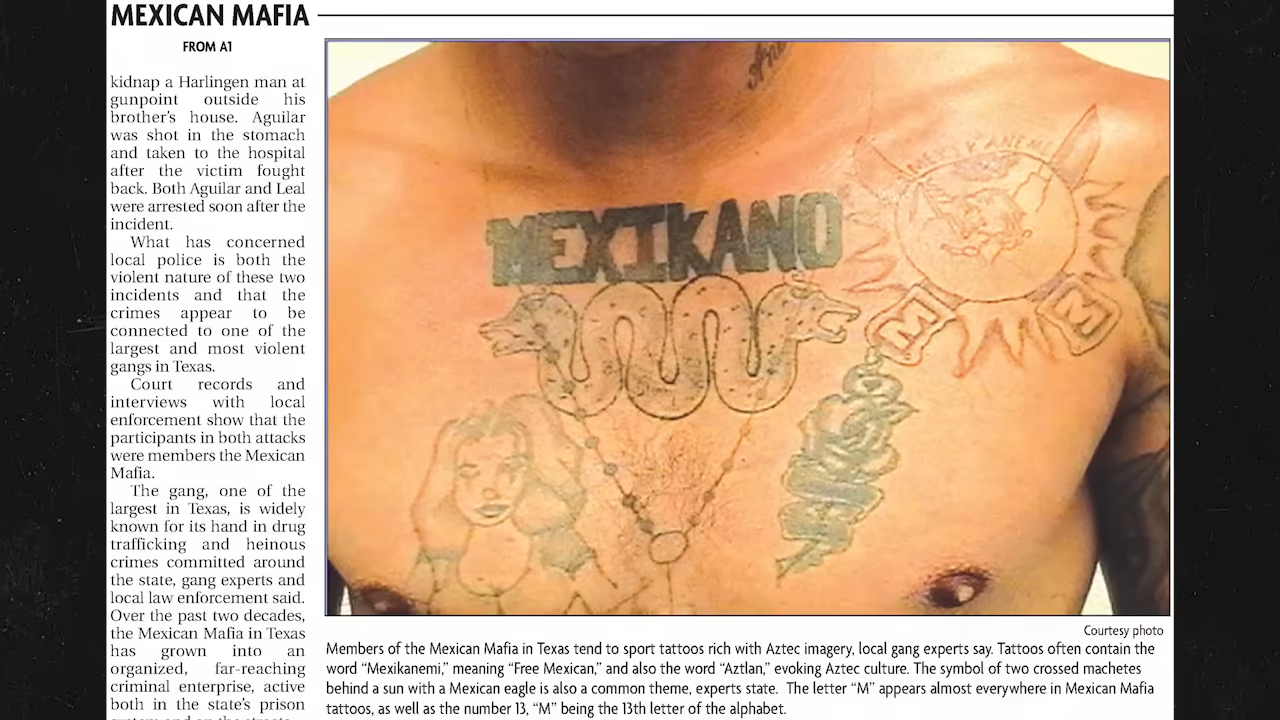 MEXICAN MAFIA
FROM A1
kidnap a Harlingen man at
gunpoint outside his
brother's house. Aguilar
was shot in the stomach
and taken to the hospital
after the victim fought
back. Both Aguilar and Leal
were arrested soon after the
incident.
What has concerned
local police is both the
violent nature of these two
incidents and that the
crimes appear to be
connected to one of the
largest and most violent
gangs in Texas.
Court records and
interviews with local
enforcement show that the
participants in both attacks
were members the Mexican
Mafia.
The gang, one of the
largest in Texas, is widely
known for its hand in drug
trafficking and heinous
crimes committed around
the state, gang experts and
local law enforcement said.
Over the past two decades,
the Mexican Mafia in Texas
has grown into an
organized, far-reaching
criminal enterprise, active
both in the state's prison
MEXIKANO
MEXIKANEMI
M
M
Courtesy photo
Members of the Mexican Mafia in Texas tend to sport tattoos rich with Aztec imagery, local gang experts say. Tattoos often contain the
word “Mexikanemi,” meaning “Free Mexican,” and also the word “Aztlan,” evoking Aztec culture. The symbol of two crossed machetes
behind a sun with a Mexican eagle is also a common theme, experts state. The letter “M” appears almost everywhere in Mexican Mafia
tattoos, as well as the number 13, “M” being the 13th letter of the alphabet.